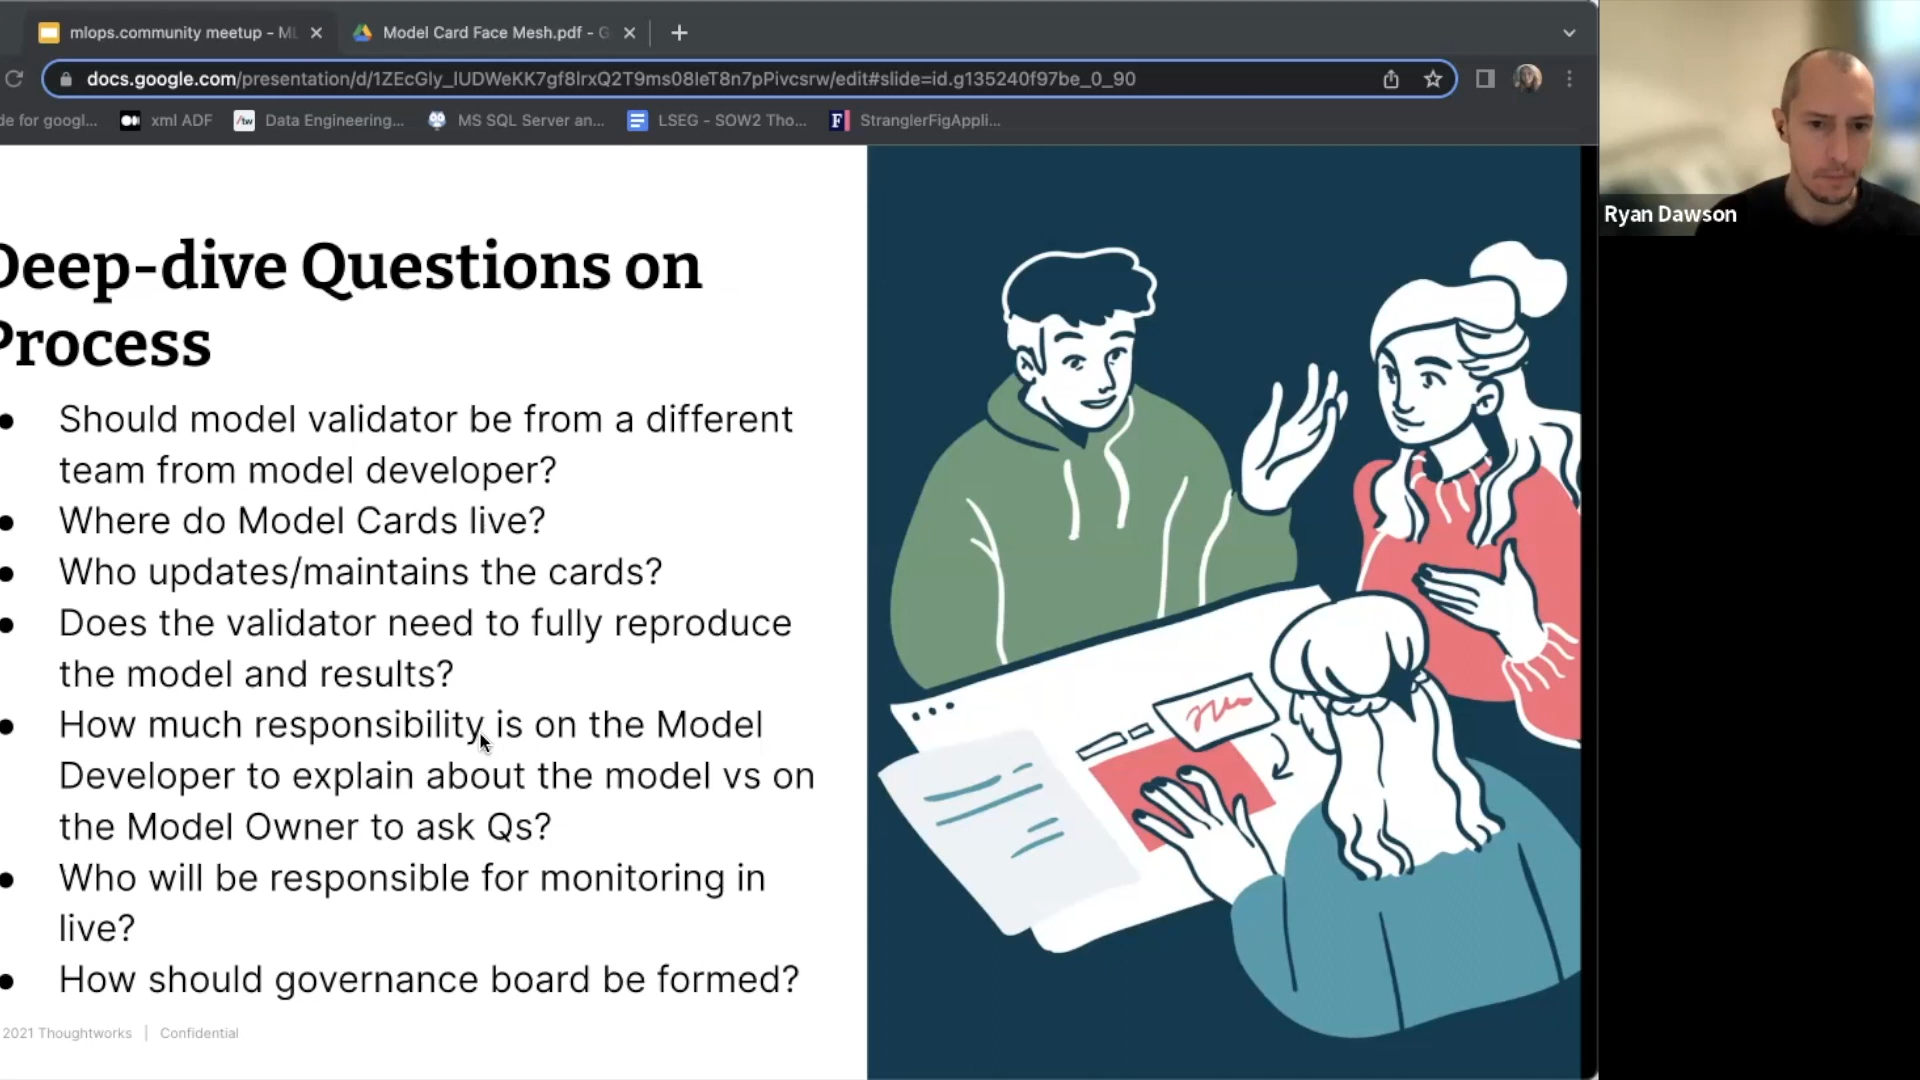 mlops.community meetup - ML
Model Card Face Mesh.pdf - G
docs.google.com/presentation/d/1ZEcGly_lUDWeKK7gf8lrxQ2T9ms08leT8n7pPivcsrw/edit#slide=id.g135240f97be_0_90
de for googl...
xml ADF
/tw
Data Engineering...
MS SQL Server an...
LSEG - SOW2 Tho...
F
StranglerFigAppli...
Ryan Dawson
Deep-dive Questions on
Process
● Should model validator be from a different
team from model developer?
● Where do Model Cards live?
● Who updates/maintains the cards?
● Does the validator need to fully reproduce
the model and results?
● How much responsibility is on the Model
Developer to explain about the model vs on
the Model Owner to ask Qs?
● Who will be responsible for monitoring in
live?
● How should governance board be formed?
2021 Thoughtworks | Confidential